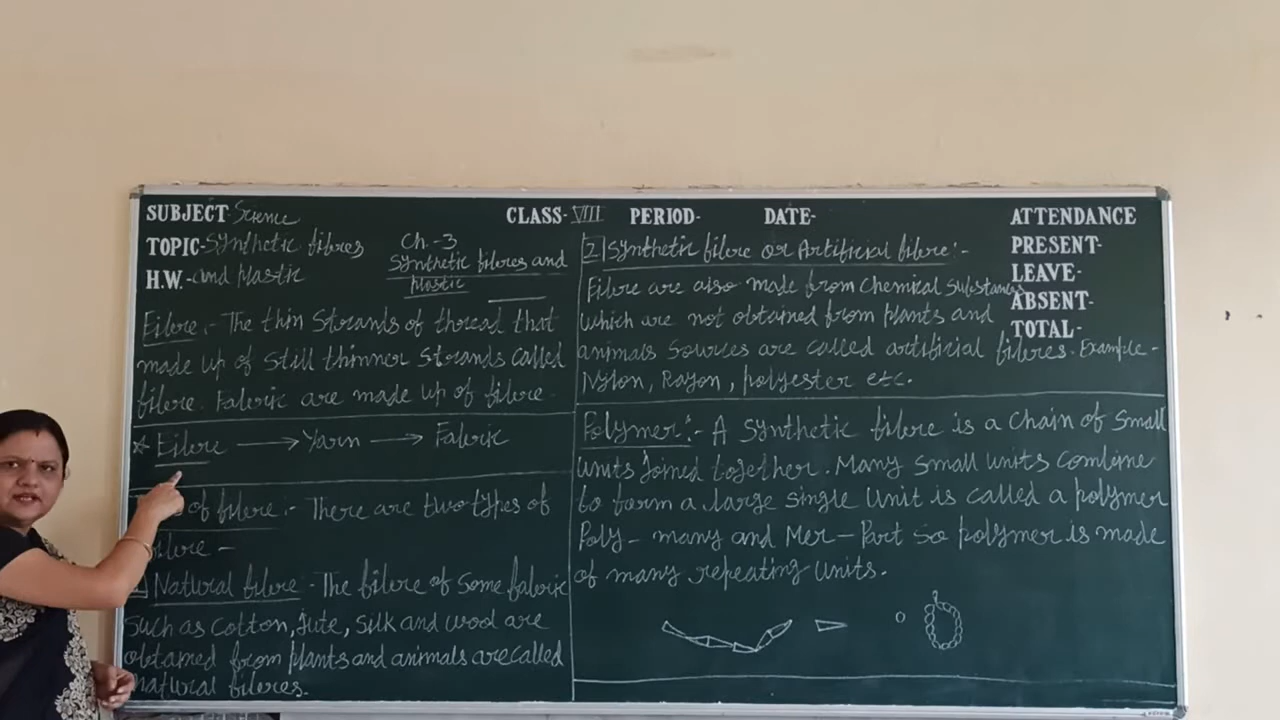 SUBJECT-Science CLASS-VIII PERIOD- DATE- ATTENDANCE
TOPIC-Synthetic fibres
H.W.-and plastic
PRESENT-
LEAVE-
ABSENT-
TOTAL-
Ch.-3
Synthetic fibres and
plastic
Fibre:- The thin Strands of thread that
made up of still thinner strands called
fibre. Fabric are made up of fibre
* Fibre → Yarn → Fabric
of fibre:- There are two types of
fibre -
Natural fibre - The fibre of some fabric
such as cotton, jute, silk and wool are
obtained from plants and animals are called
natural fibres.
2 Synthetic fibre or Artificial fibre:-
Fibre are also made from chemical substances
which are not obtained from plants and
animals sources are called artificial fibres. Example-
Nylon, Rayon, polyester etc.
Polymer:- A synthetic fibre is a chain of small
units joined together. Many small units combine
to form a large single unit is called a polymer
Poly- many and Mer- Part so polymer is made
of many repeating units.